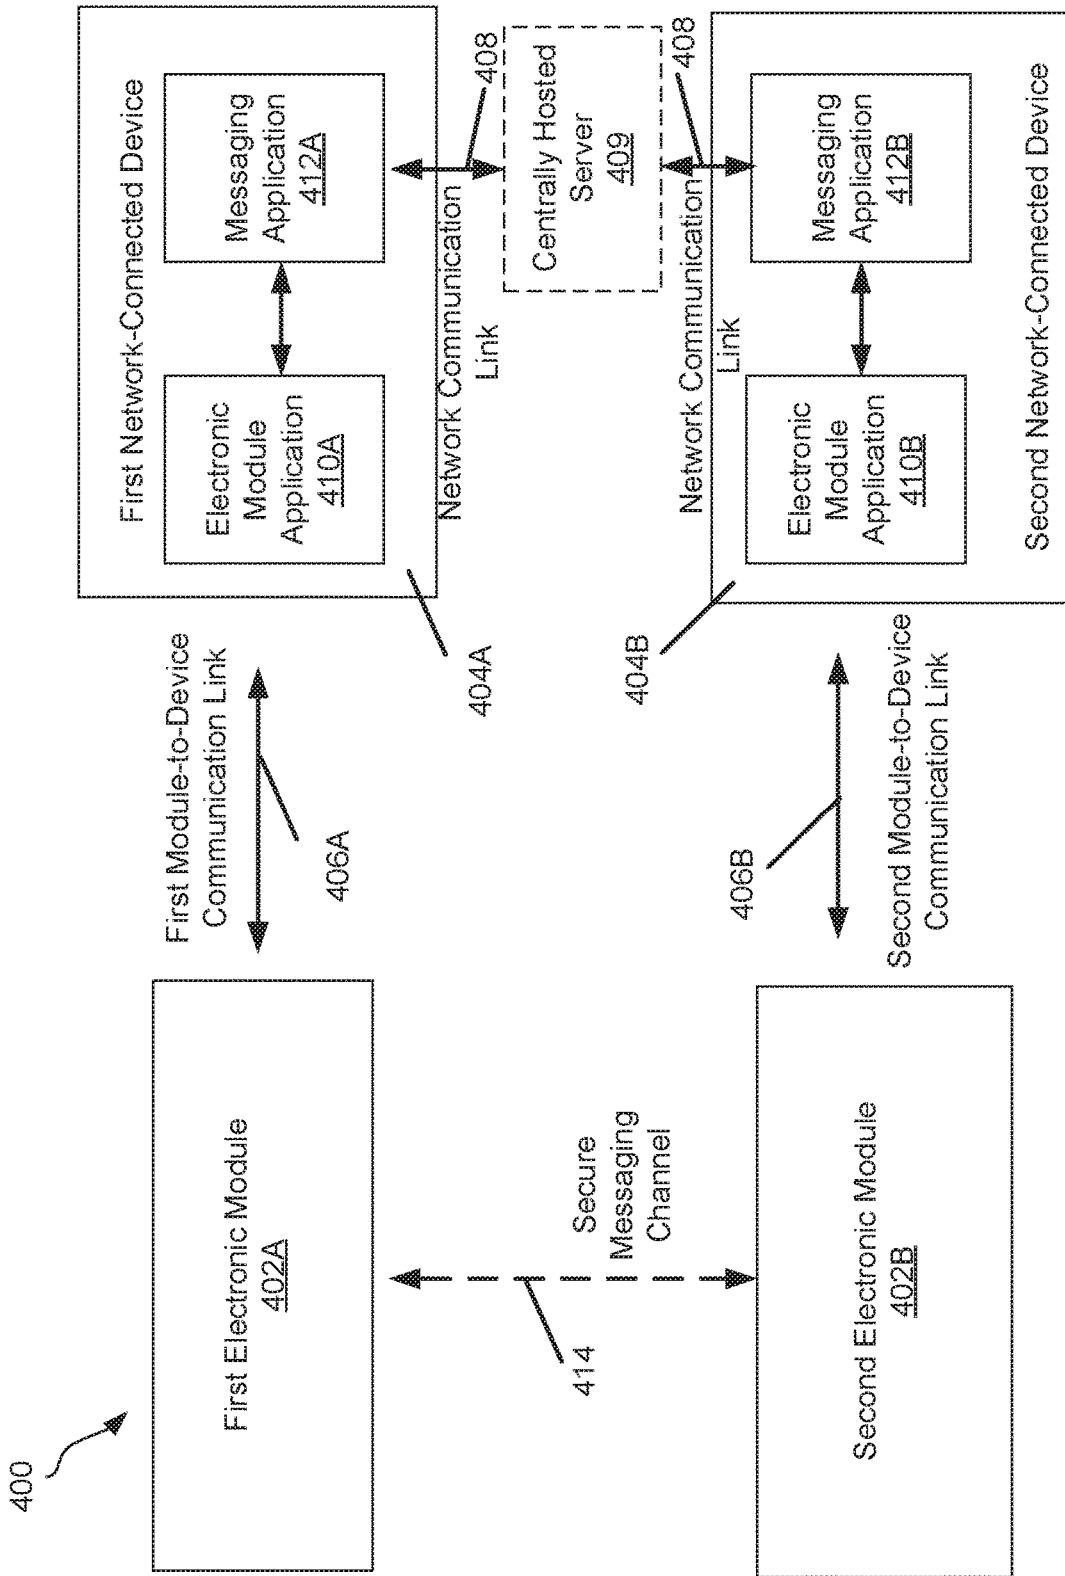 400
First Electronic Module
402A
First Module-to-Device
Communication Link
406A
First Network-Connected Device
Electronic
Module
Application
410A
Messaging
Application
412A
404A
Network Communication
Link
408
Centrally Hosted
Server
409
Secure
Messaging
Channel
414
Network Communication
Link
408
404B
Second Electronic Module
402B
406B
Second Module-to-Device
Communication Link
Electronic
Module
Application
410B
Messaging
Application
412B
Second Network-Connected Device